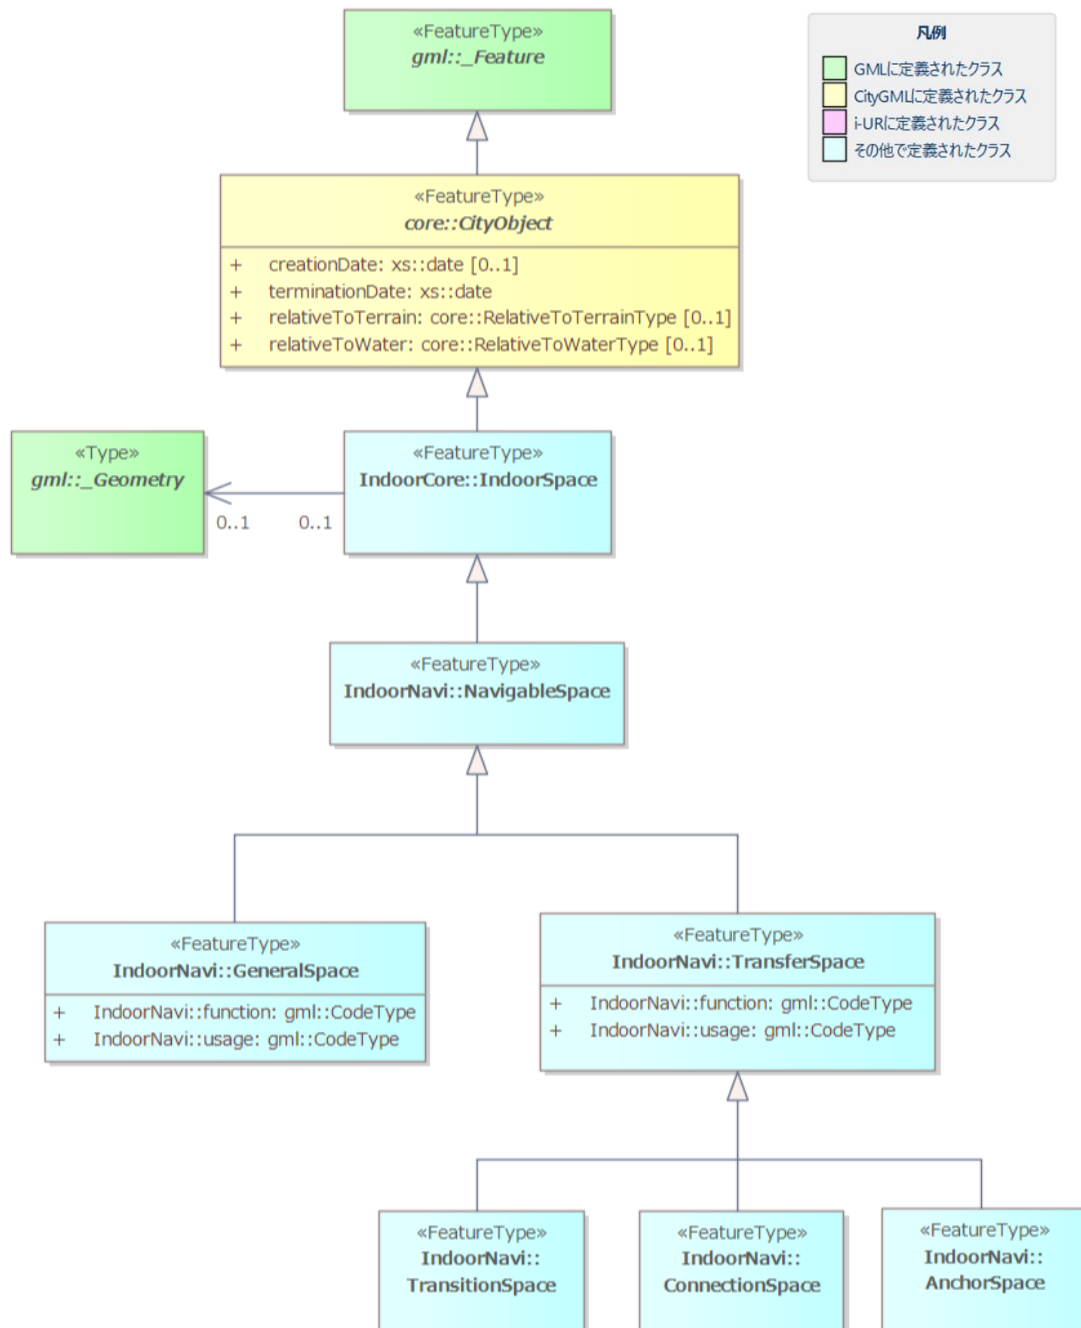 «FeatureType»
gml::_Feature
凡例
GMLに定義されたクラス
CityGMLに定義されたクラス
i-URに定義されたクラス
その他で定義されたクラス
«FeatureType»
core::CityObject
+ creationDate: xs::date [0..1]
+ terminationDate: xs::date
+ relativeToTerrain: core::RelativeToTerrainType [0..1]
+ relativeToWater: core::RelativeToWaterType [0..1]
«Type»
gml::_Geometry
0..1 0..1
«FeatureType»
IndoorCore::IndoorSpace
«FeatureType»
IndoorNavi::NavigableSpace
«FeatureType»
IndoorNavi::GeneralSpace
+ IndoorNavi::function: gml::CodeType
+ IndoorNavi::usage: gml::CodeType
«FeatureType»
IndoorNavi::TransferSpace
+ IndoorNavi::function: gml::CodeType
+ IndoorNavi::usage: gml::CodeType
«FeatureType»
IndoorNavi::
TransitionSpace
«FeatureType»
IndoorNavi::
ConnectionSpace
«FeatureType»
IndoorNavi::
AnchorSpace